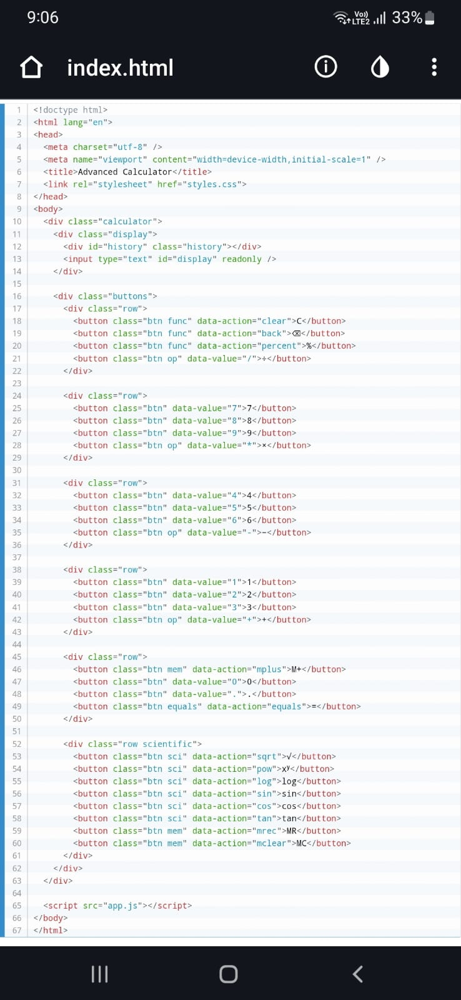 9:06 Vo)) LTE2 33%
index.html
1 <!doctype html>
2 <html lang="en">
3 <head>
4 <meta charset="utf-8" />
5 <meta name="viewport" content="width=device-width,initial-scale=1" />
6 <title>Advanced Calculator</title>
7 <link rel="stylesheet" href="styles.css">
8 </head>
9 <body>
10 <div class="calculator">
11 <div class="display">
12 <div id="history" class="history"></div>
13 <input type="text" id="display" readonly />
14 </div>
15
16 <div class="buttons">
17 <div class="row">
18 <button class="btn func" data-action="clear">C</button>
19 <button class="btn func" data-action="back">⌫</button>
20 <button class="btn func" data-action="percent">%</button>
21 <button class="btn op" data-value="/">÷</button>
22 </div>
23
24 <div class="row">
25 <button class="btn" data-value="7">7</button>
26 <button class="btn" data-value="8">8</button>
27 <button class="btn" data-value="9">9</button>
28 <button class="btn op" data-value="*">×</button>
29 </div>
30
31 <div class="row">
32 <button class="btn" data-value="4">4</button>
33 <button class="btn" data-value="5">5</button>
34 <button class="btn" data-value="6">6</button>
35 <button class="btn op" data-value="-">−</button>
36 </div>
37
38 <div class="row">
39 <button class="btn" data-value="1">1</button>
40 <button class="btn" data-value="2">2</button>
41 <button class="btn" data-value="3">3</button>
42 <button class="btn op" data-value="+">+</button>
43 </div>
44
45 <div class="row">
46 <button class="btn mem" data-action="mplus">M+</button>
47 <button class="btn" data-value="0">0</button>
48 <button class="btn" data-value=".">.</button>
49 <button class="btn equals" data-action="equals">=</button>
50 </div>
51
52 <div class="row scientific">
53 <button class="btn sci" data-action="sqrt">√</button>
54 <button class="btn sci" data-action="pow">xʸ</button>
55 <button class="btn sci" data-action="log">log</button>
56 <button class="btn sci" data-action="sin">sin</button>
57 <button class="btn sci" data-action="cos">cos</button>
58 <button class="btn sci" data-action="tan">tan</button>
59 <button class="btn mem" data-action="mrec">MR</button>
60 <button class="btn mem" data-action="mclear">MC</button>
61 </div>
62 </div>
63 </div>
64
65 <script src="app.js"></script>
66 </body>
67 </html>